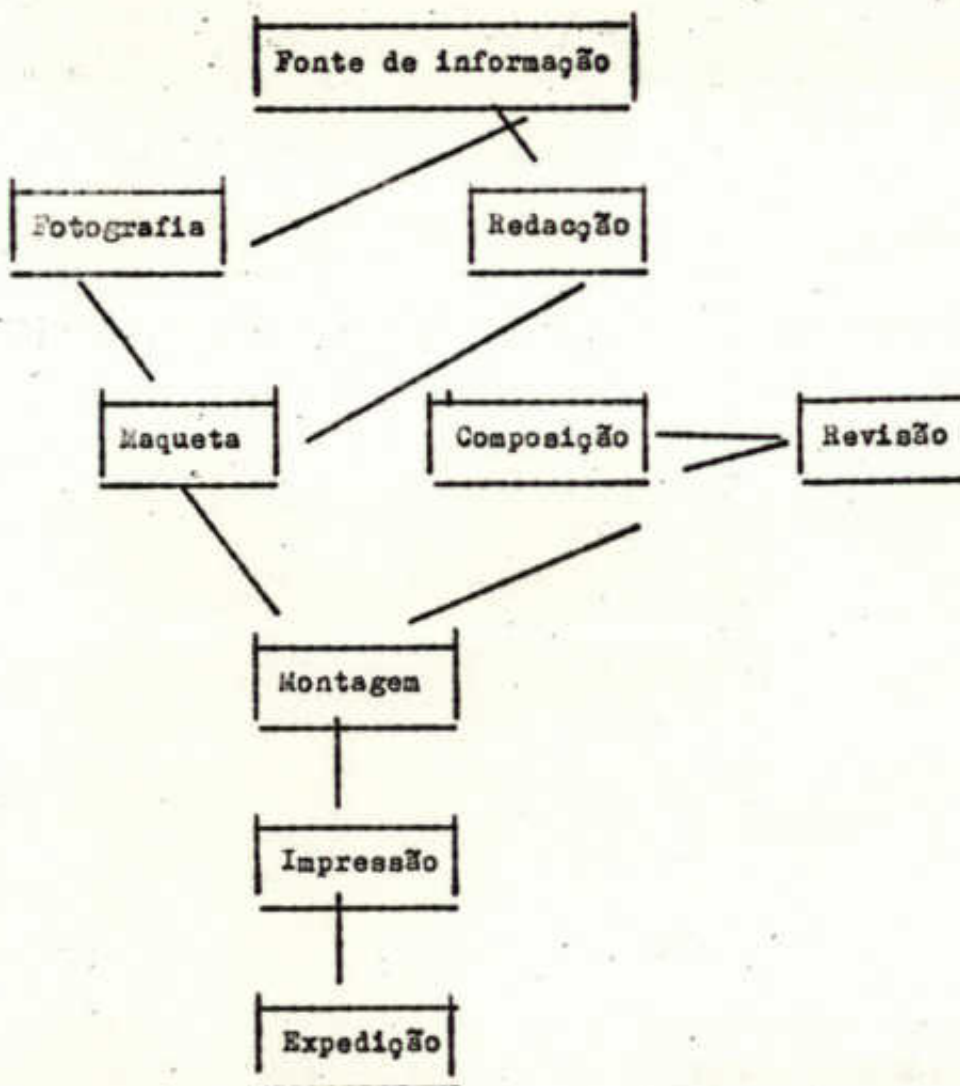 Fonte de informação
Fotografia
Redacção
Maqueta
Composição
Revisão
Montagem
Impressão
Expedição